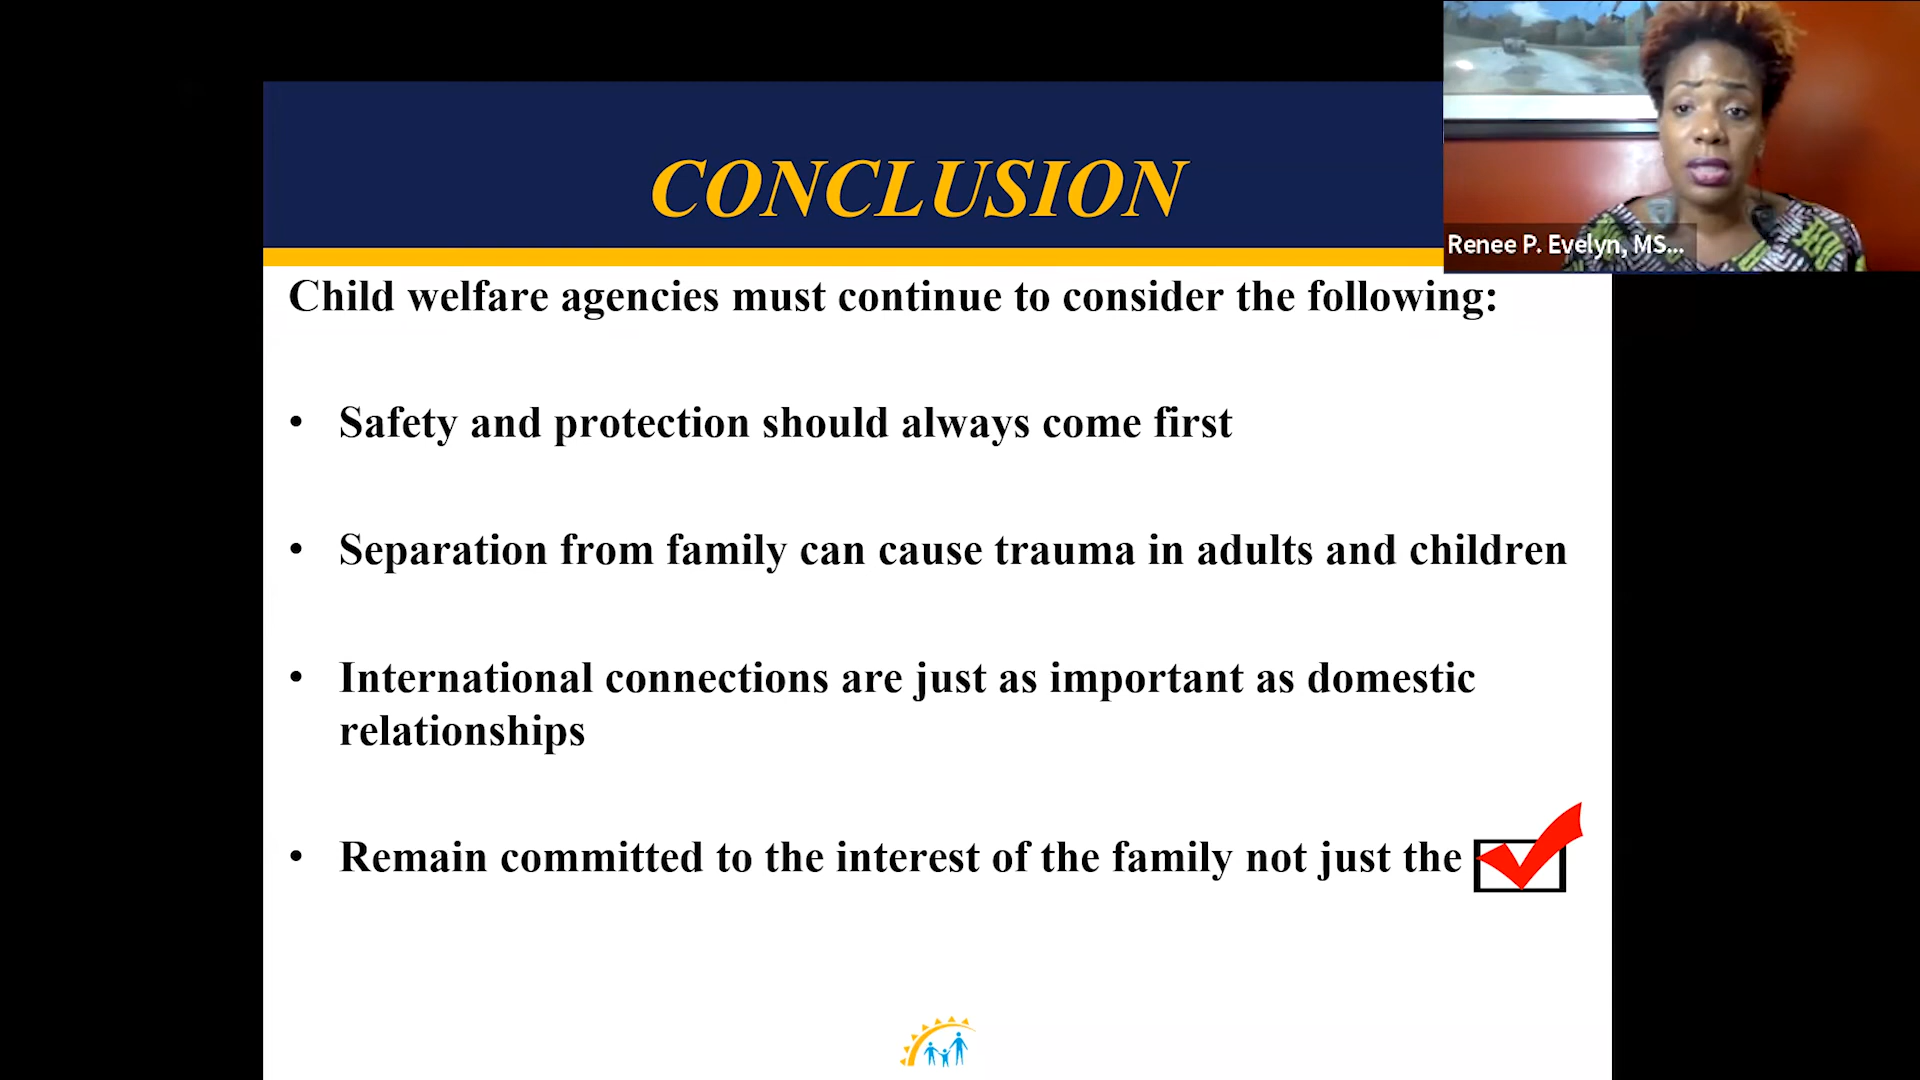 CONCLUSION
Renee P. Evelyn, MS...
Child welfare agencies must continue to consider the following:
• Safety and protection should always come first
• Separation from family can cause trauma in adults and children
• International connections are just as important as domestic
relationships
• Remain committed to the interest of the family not just the